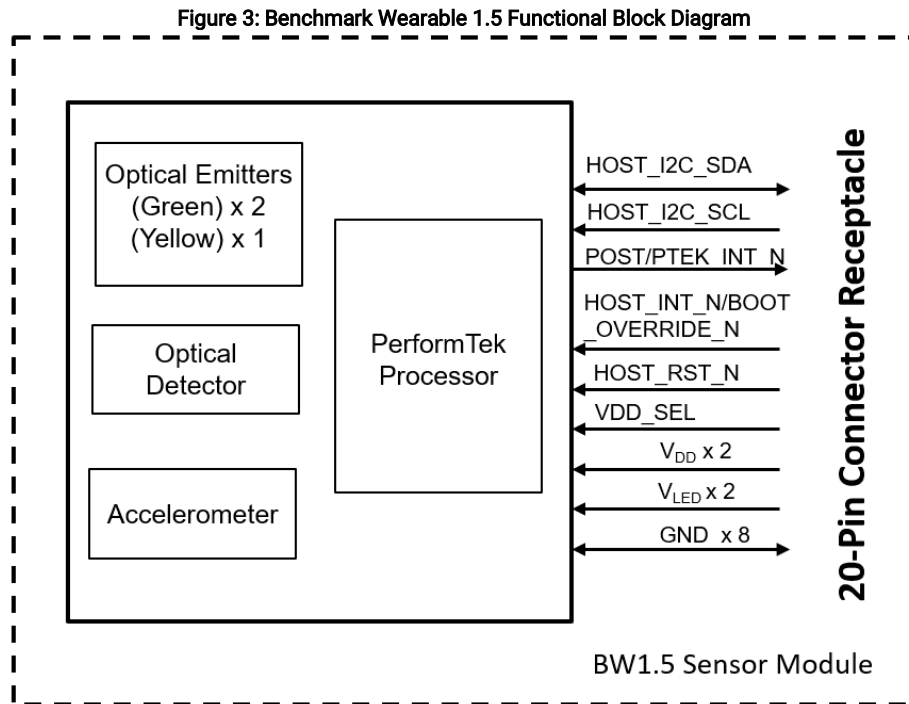 Figure 3: Benchmark Wearable 1.5 Functional Block Diagram
Optical Emitters
(Green) x 2
(Yellow) x 1
Optical
Detector
Accelerometer
PerformTek
Processor
HOST_I2C_SDA
HOST_I2C_SCL
POST/PTEK_INT_N
HOST_INT_N/BOOT
_OVERRIDE_N
HOST_RST_N
VDD_SEL
VDD x 2
VLED x 2
GND x 8
20-Pin Connector Receptacle
BW1.5 Sensor Module